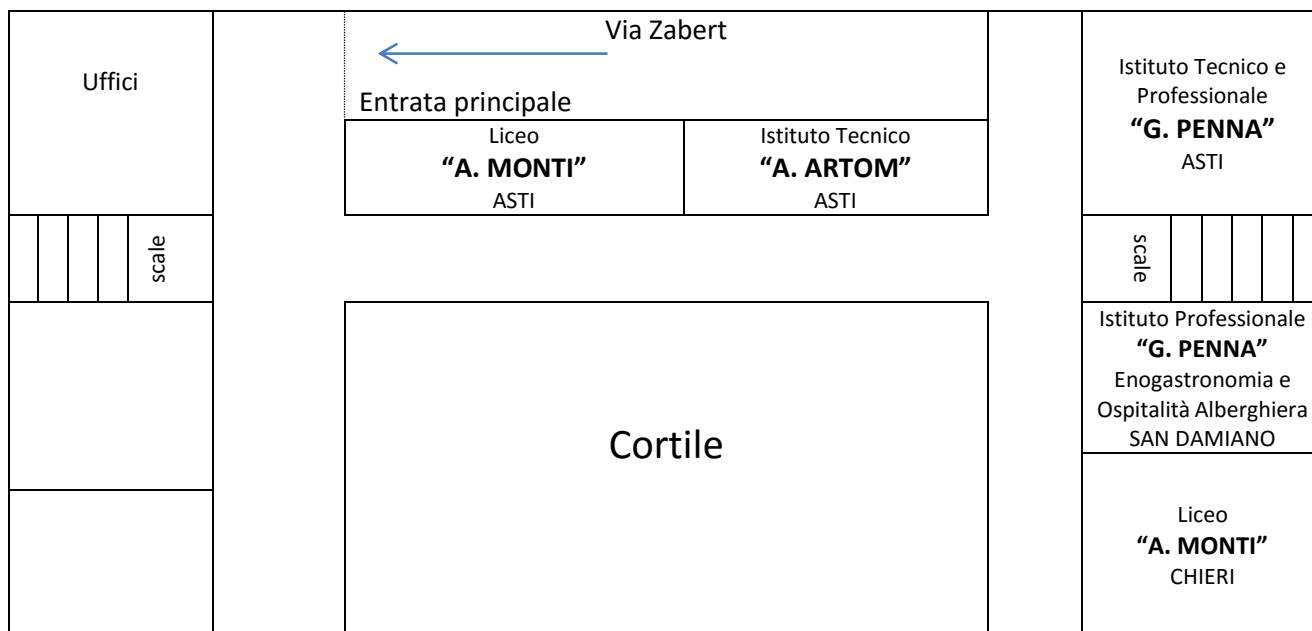 Via Zabert
Uffici
Entrata principale
Liceo
“A. MONTI”
ASTI
Istituto Tecnico
“A. ARTOM”
ASTI
Istituto Tecnico e
Professionale
“G. PENNA”
ASTI
scale
scale
Istituto Professionale
“G. PENNA”
Enogastronomia e
Ospitalità Alberghiera
SAN DAMIANO
Cortile
Liceo
“A. MONTI”
CHIERI